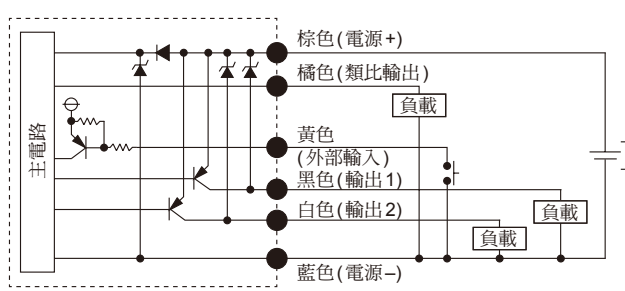 棕色(電源+)
橘色(類比輸出)
負載
主電路
黃色
(外部輸入)
黑色(輸出1)
白色(輸出2)
負載
負載
藍色(電源–)